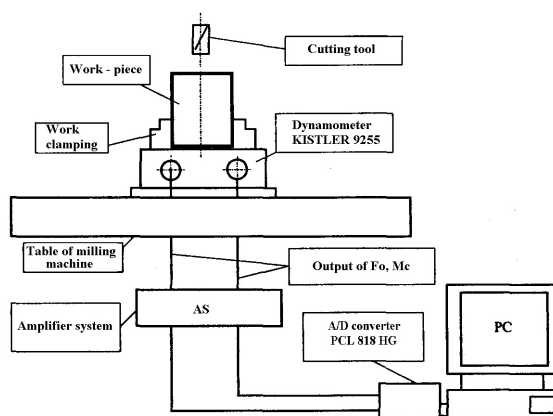 Cutting tool
Work - piece
Dynamometer
KISTLER 9255
Work
clamping
Table of milling
machine
Output of Fo, Mc
Amplifier system
AS
A/D converter
PCL 818 HG
PC